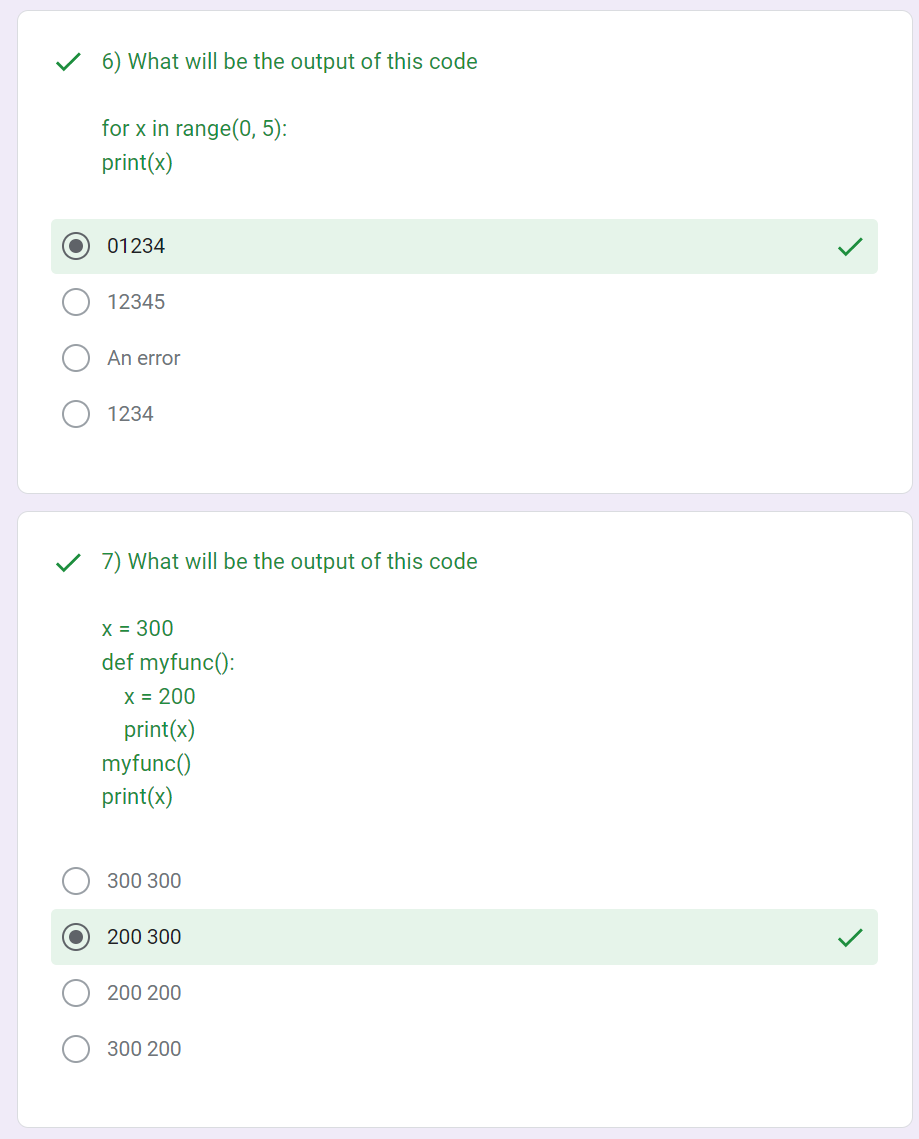 6) What will be the output of this code
for x in range(0, 5):
print(x)
01234
12345
An error
1234
7) What will be the output of this code
x = 300
def myfunc():
    x = 200
    print(x)
myfunc()
print(x)
300 300
200 300
200 200
300 200